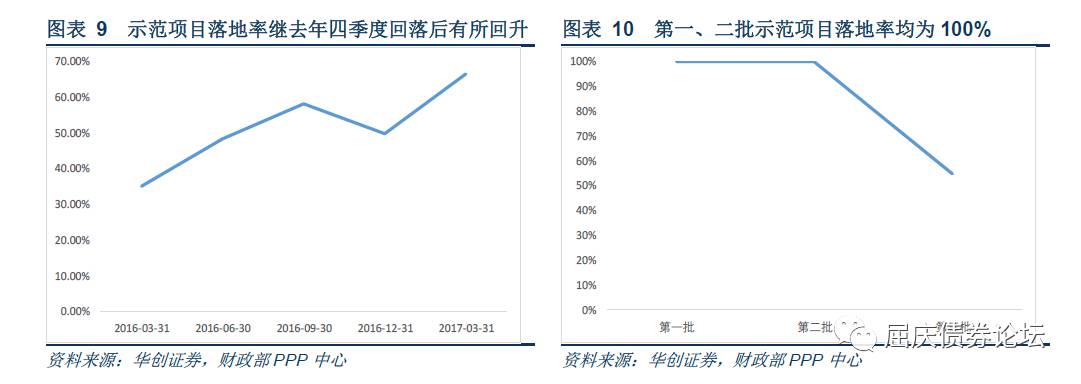 图表 9 示范项目落地率继去年四季度回落后有所回升
70.00%
60.00%
50.00%
40.00%
30.00%
20.00%
10.00%
0.00%
2016-03-31 2016-06-30 2016-09-30 2016-12-31 2017-03-31
资料来源：华创证券，财政部 PPP 中心
图表 10 第一、二批示范项目落地率均为 100%
100%
90%
80%
70%
60%
50%
40%
30%
20%
10%
0%
第一批 第二批
资料来源：华创证券，财政部 PPP 中心
屈庆债券论坛